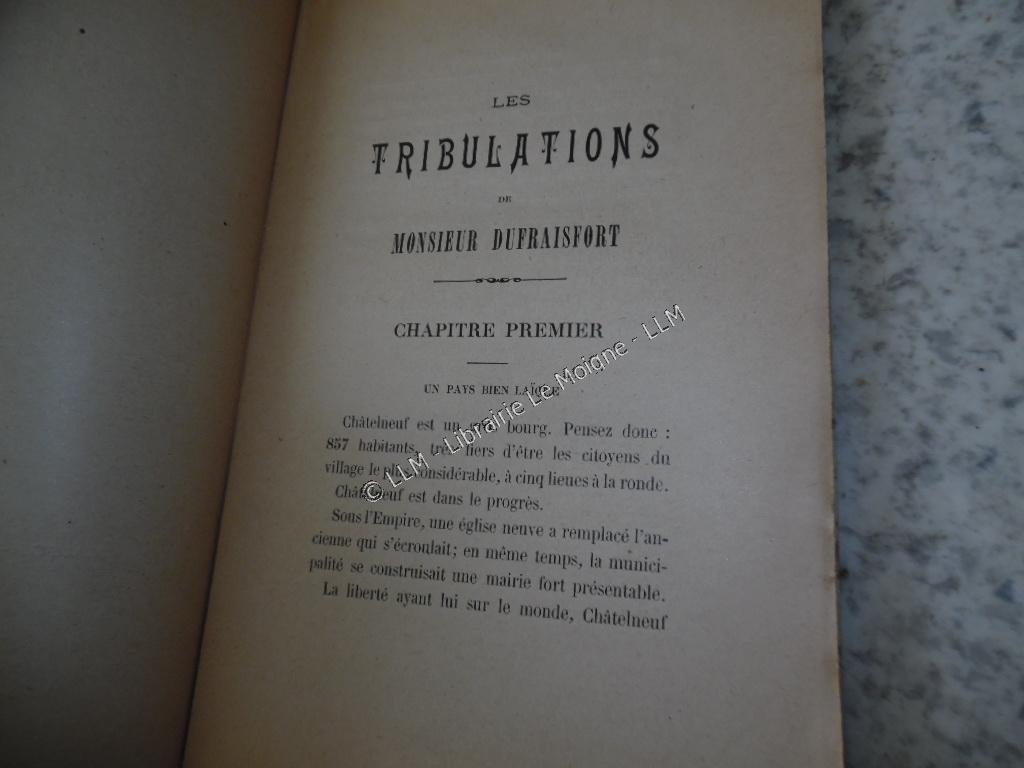 LES
TRIBULATIONS
DE
MONSIEUR DUFRAISFORT
CHAPITRE PREMIER
UN PAYS BIEN LAÏQUE
Châtelneuf est un bourg. Pensez donc :
857 habitants, très fiers d'être les citoyens du
village le plus considérable, à cinq lieues à la ronde.
Châtelneuf est dans le progrès.
Sous l'Empire, une église neuve a remplacé l'an-
cienne qui s'écroulait; en même temps, la munici-
palité se construisait une mairie fort présentable.
La liberté ayant lui sur le monde, Châtelneuf
© LLM - Librairie Le Moigne - LLM